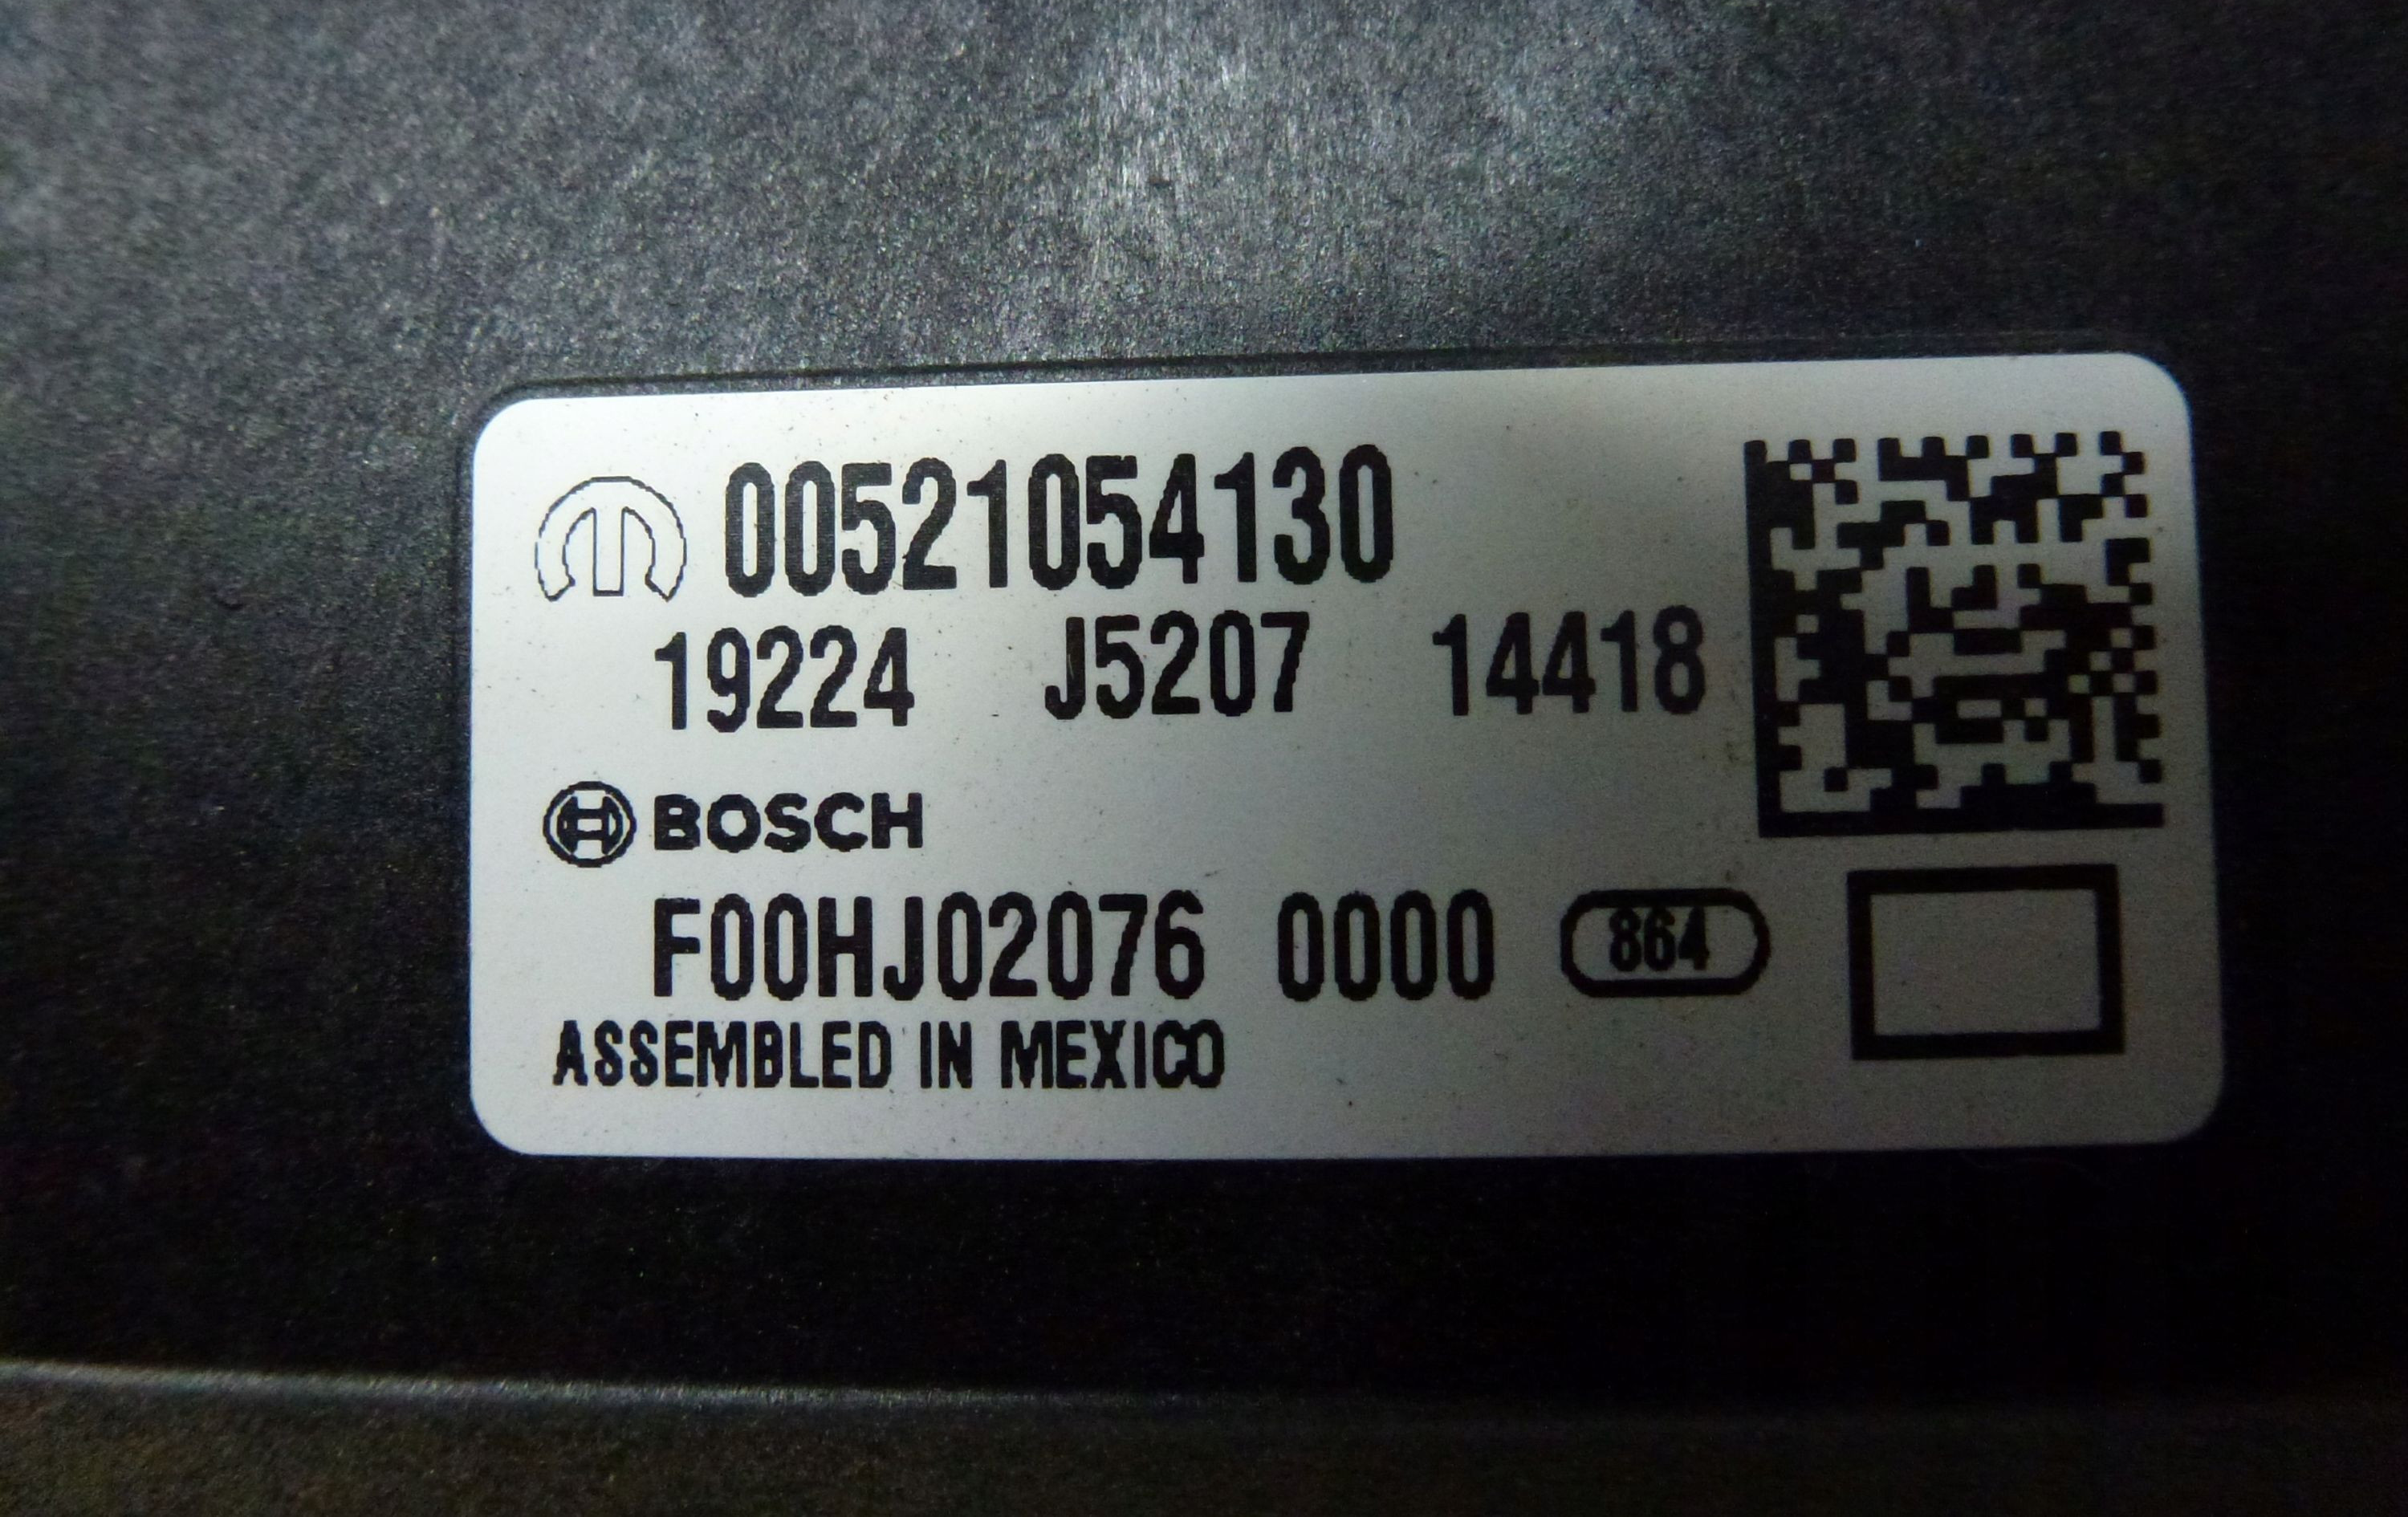 00521054130
19224 J5207 14418
BOSCH
F00HJ02076 0000 864
ASSEMBLED IN MEXICO